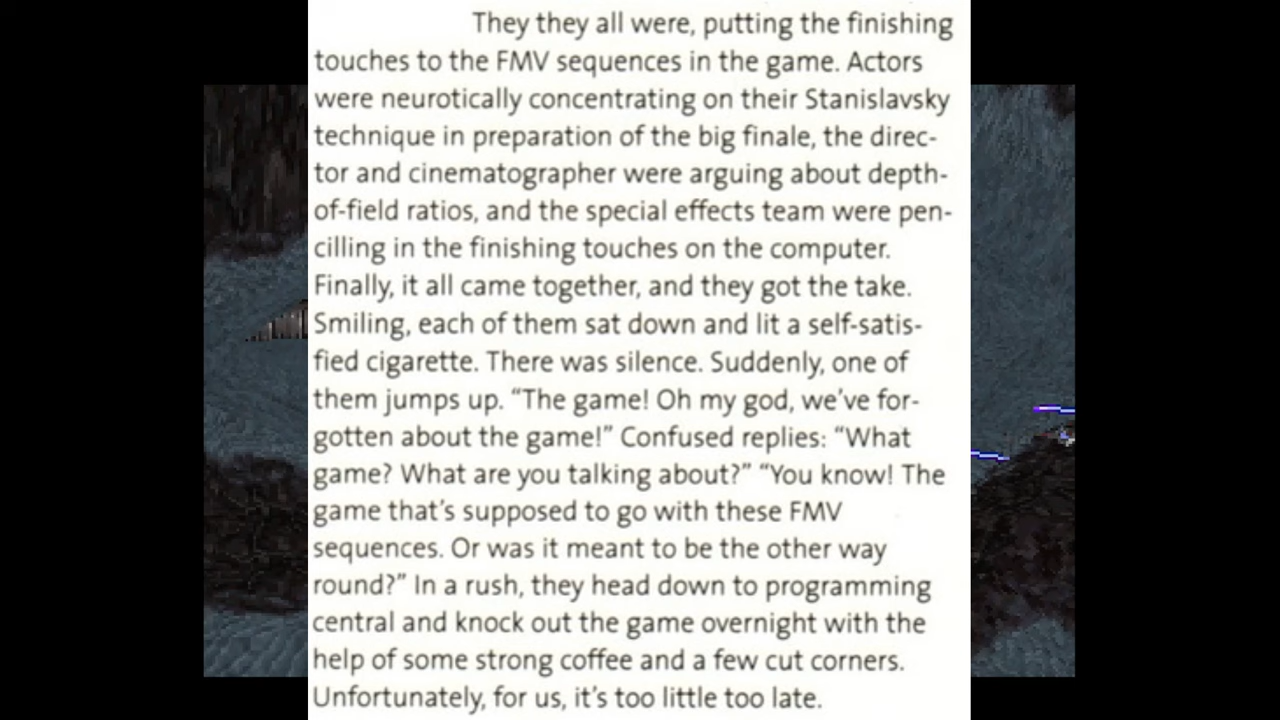 They they all were, putting the finishing
touches to the FMV sequences in the game. Actors
were neurotically concentrating on their Stanislavsky
technique in preparation of the big finale, the direc-
tor and cinematographer were arguing about depth-
of-field ratios, and the special effects team were pen-
cilling in the finishing touches on the computer.
Finally, it all came together, and they got the take.
Smiling, each of them sat down and lit a self-satis-
fied cigarette. There was silence. Suddenly, one of
them jumps up. “The game! Oh my god, we’ve for-
gotten about the game!” Confused replies: “What
game? What are you talking about?” “You know! The
game that’s supposed to go with these FMV
sequences. Or was it meant to be the other way
round?” In a rush, they head down to programming
central and knock out the game overnight with the
help of some strong coffee and a few cut corners.
Unfortunately, for us, it’s too little too late.